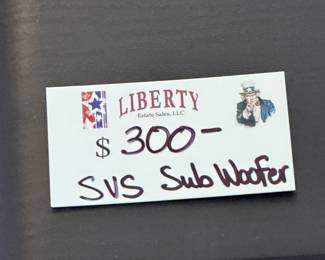 LIBERTY
Estate Sales, LLC
$ 300-
SVS Sub Woofer